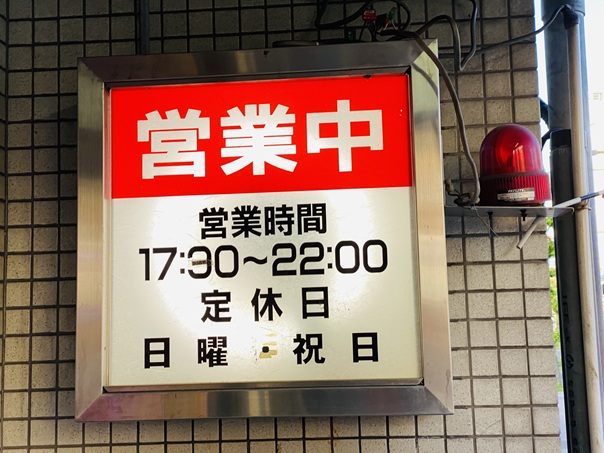 営業中
営業時間
17:30～22:00
定休日
日曜・祝日